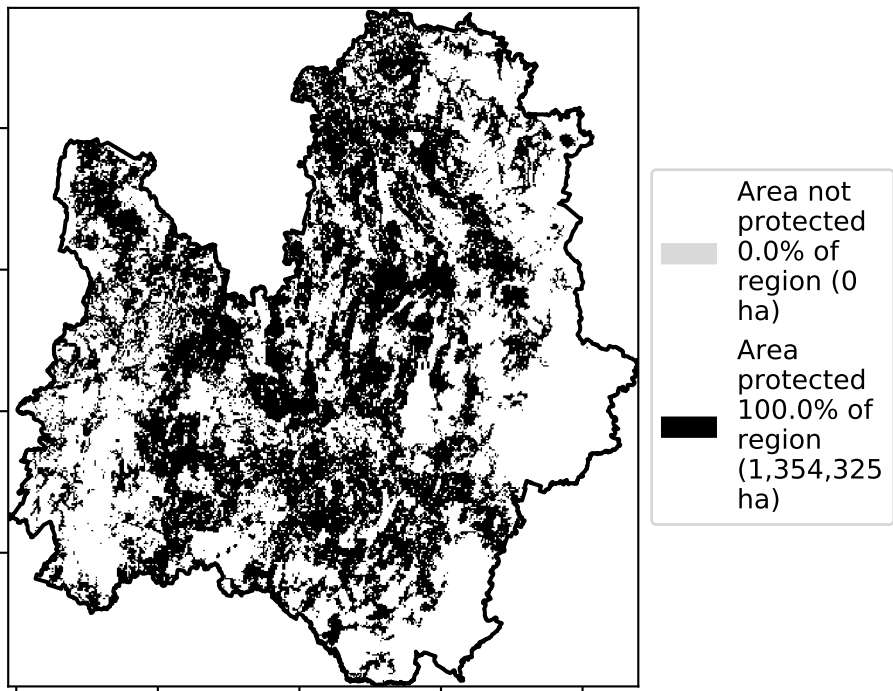 Area not
protected
0.0% of
region (0
ha)
Area
protected
100.0% of
region
(1,354,325
ha)